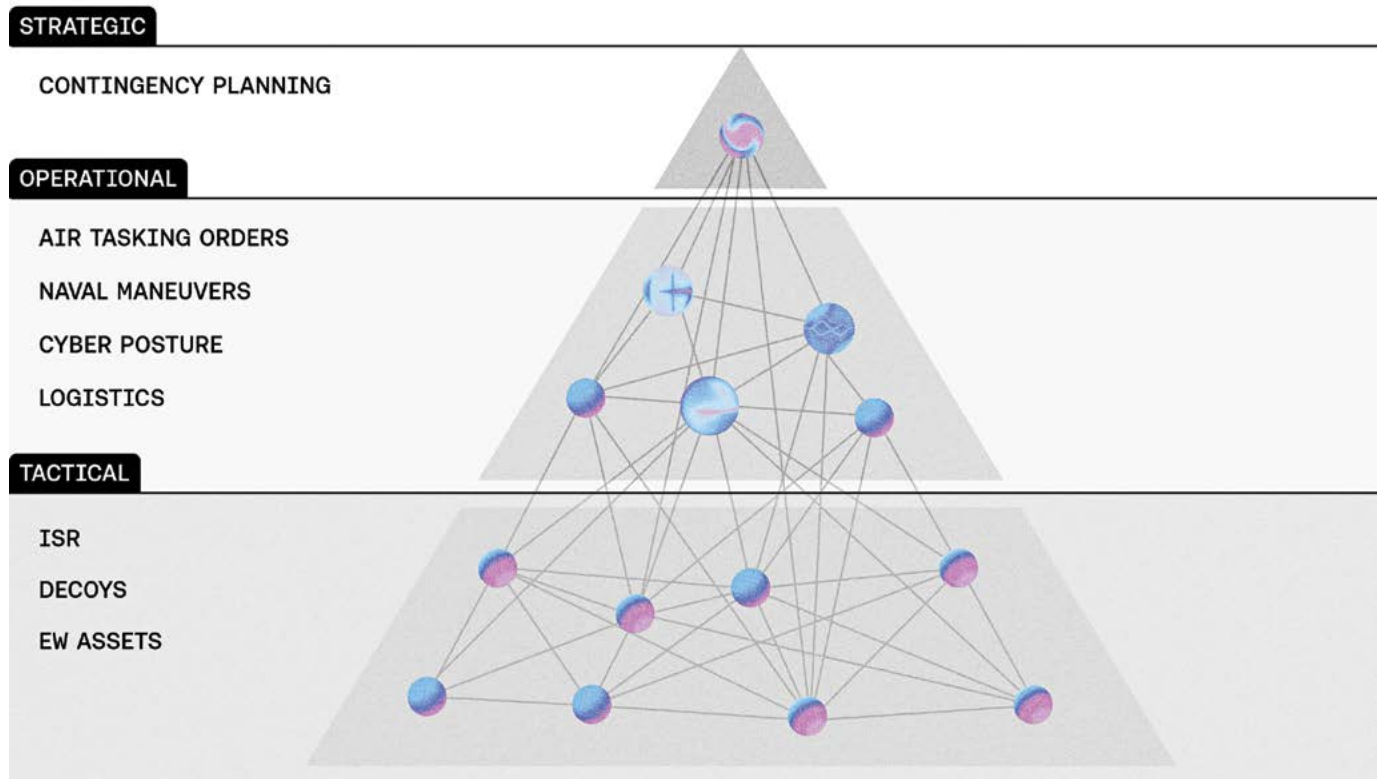 STRATEGIC
CONTINGENCY PLANNING
OPERATIONAL
AIR TASKING ORDERS
NAVAL MANEUVERS
CYBER POSTURE
LOGISTICS
TACTICAL
ISR
DECOYS
EW ASSETS